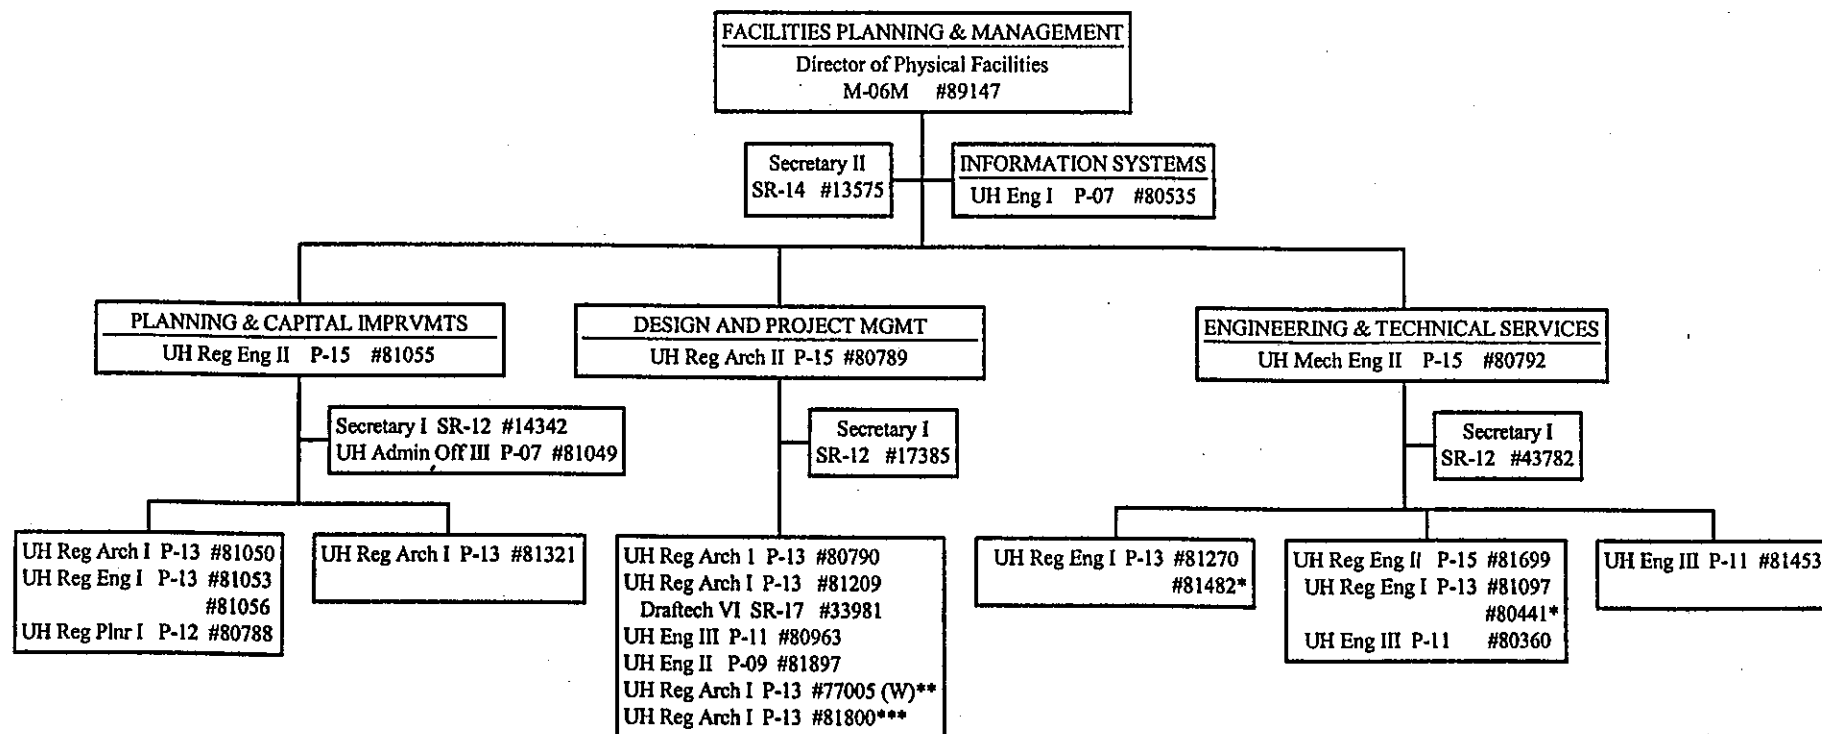 FACILITIES PLANNING & MANAGEMENT
Director of Physical Facilities
M-06M #89147
Secretary II
SR-14 #13575
INFORMATION SYSTEMS
UH Eng I P-07 #80535
PLANNING & CAPITAL IMPRVMTS
UH Reg Eng II P-15 #81055
DESIGN AND PROJECT MGMT
UH Reg Arch II P-15 #80789
ENGINEERING & TECHNICAL SERVICES
UH Mech Eng II P-15 #80792
Secretary I SR-12 #14342
UH Admin Off III P-07 #81049
Secretary I
SR-12 #17385
Secretary I
SR-12 #43782
UH Reg Arch I P-13 #81050
UH Reg Eng I P-13 #81053
#81056
UH Reg Plnr I P-12 #80788
UH Reg Arch I P-13 #81321
UH Reg Arch 1 P-13 #80790
UH Reg Arch I P-13 #81209
Draftech VI SR-17 #33981
UH Eng III P-11 #80963
UH Eng II P-09 #81897
UH Reg Arch I P-13 #77005 (W)**
UH Reg Arch I P-13 #81800***
UH Reg Eng I P-13 #81270
#81482*
UH Reg Eng II P-15 #81699
UH Reg Eng I P-13 #81097
#80441*
UH Eng III P-11 #80360
UH Eng III P-11 #81453